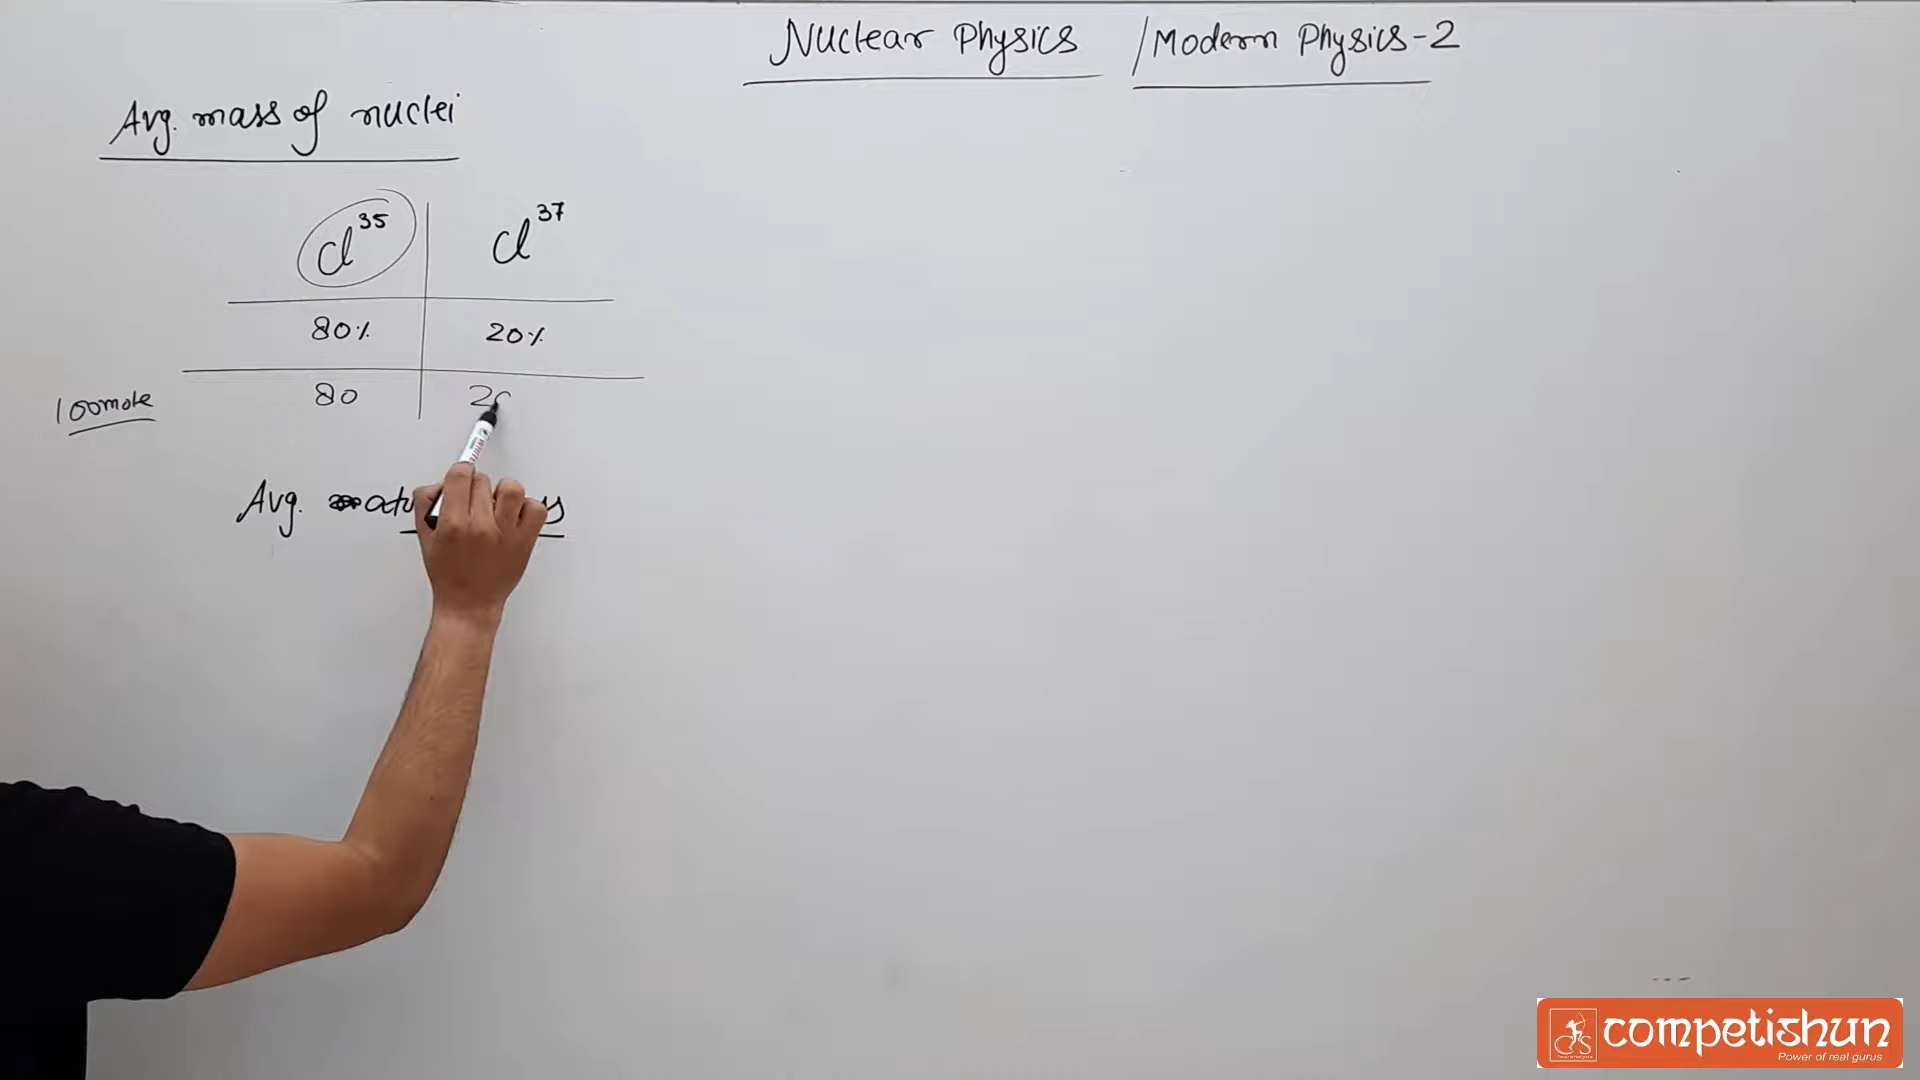 Nuclear Physics /Modern Physics-2
Avg. mass of nuclei
Cl³⁵ Cl³⁷
80% 20%
100mole 80 20
Avg.
competishun
Power of real gurus